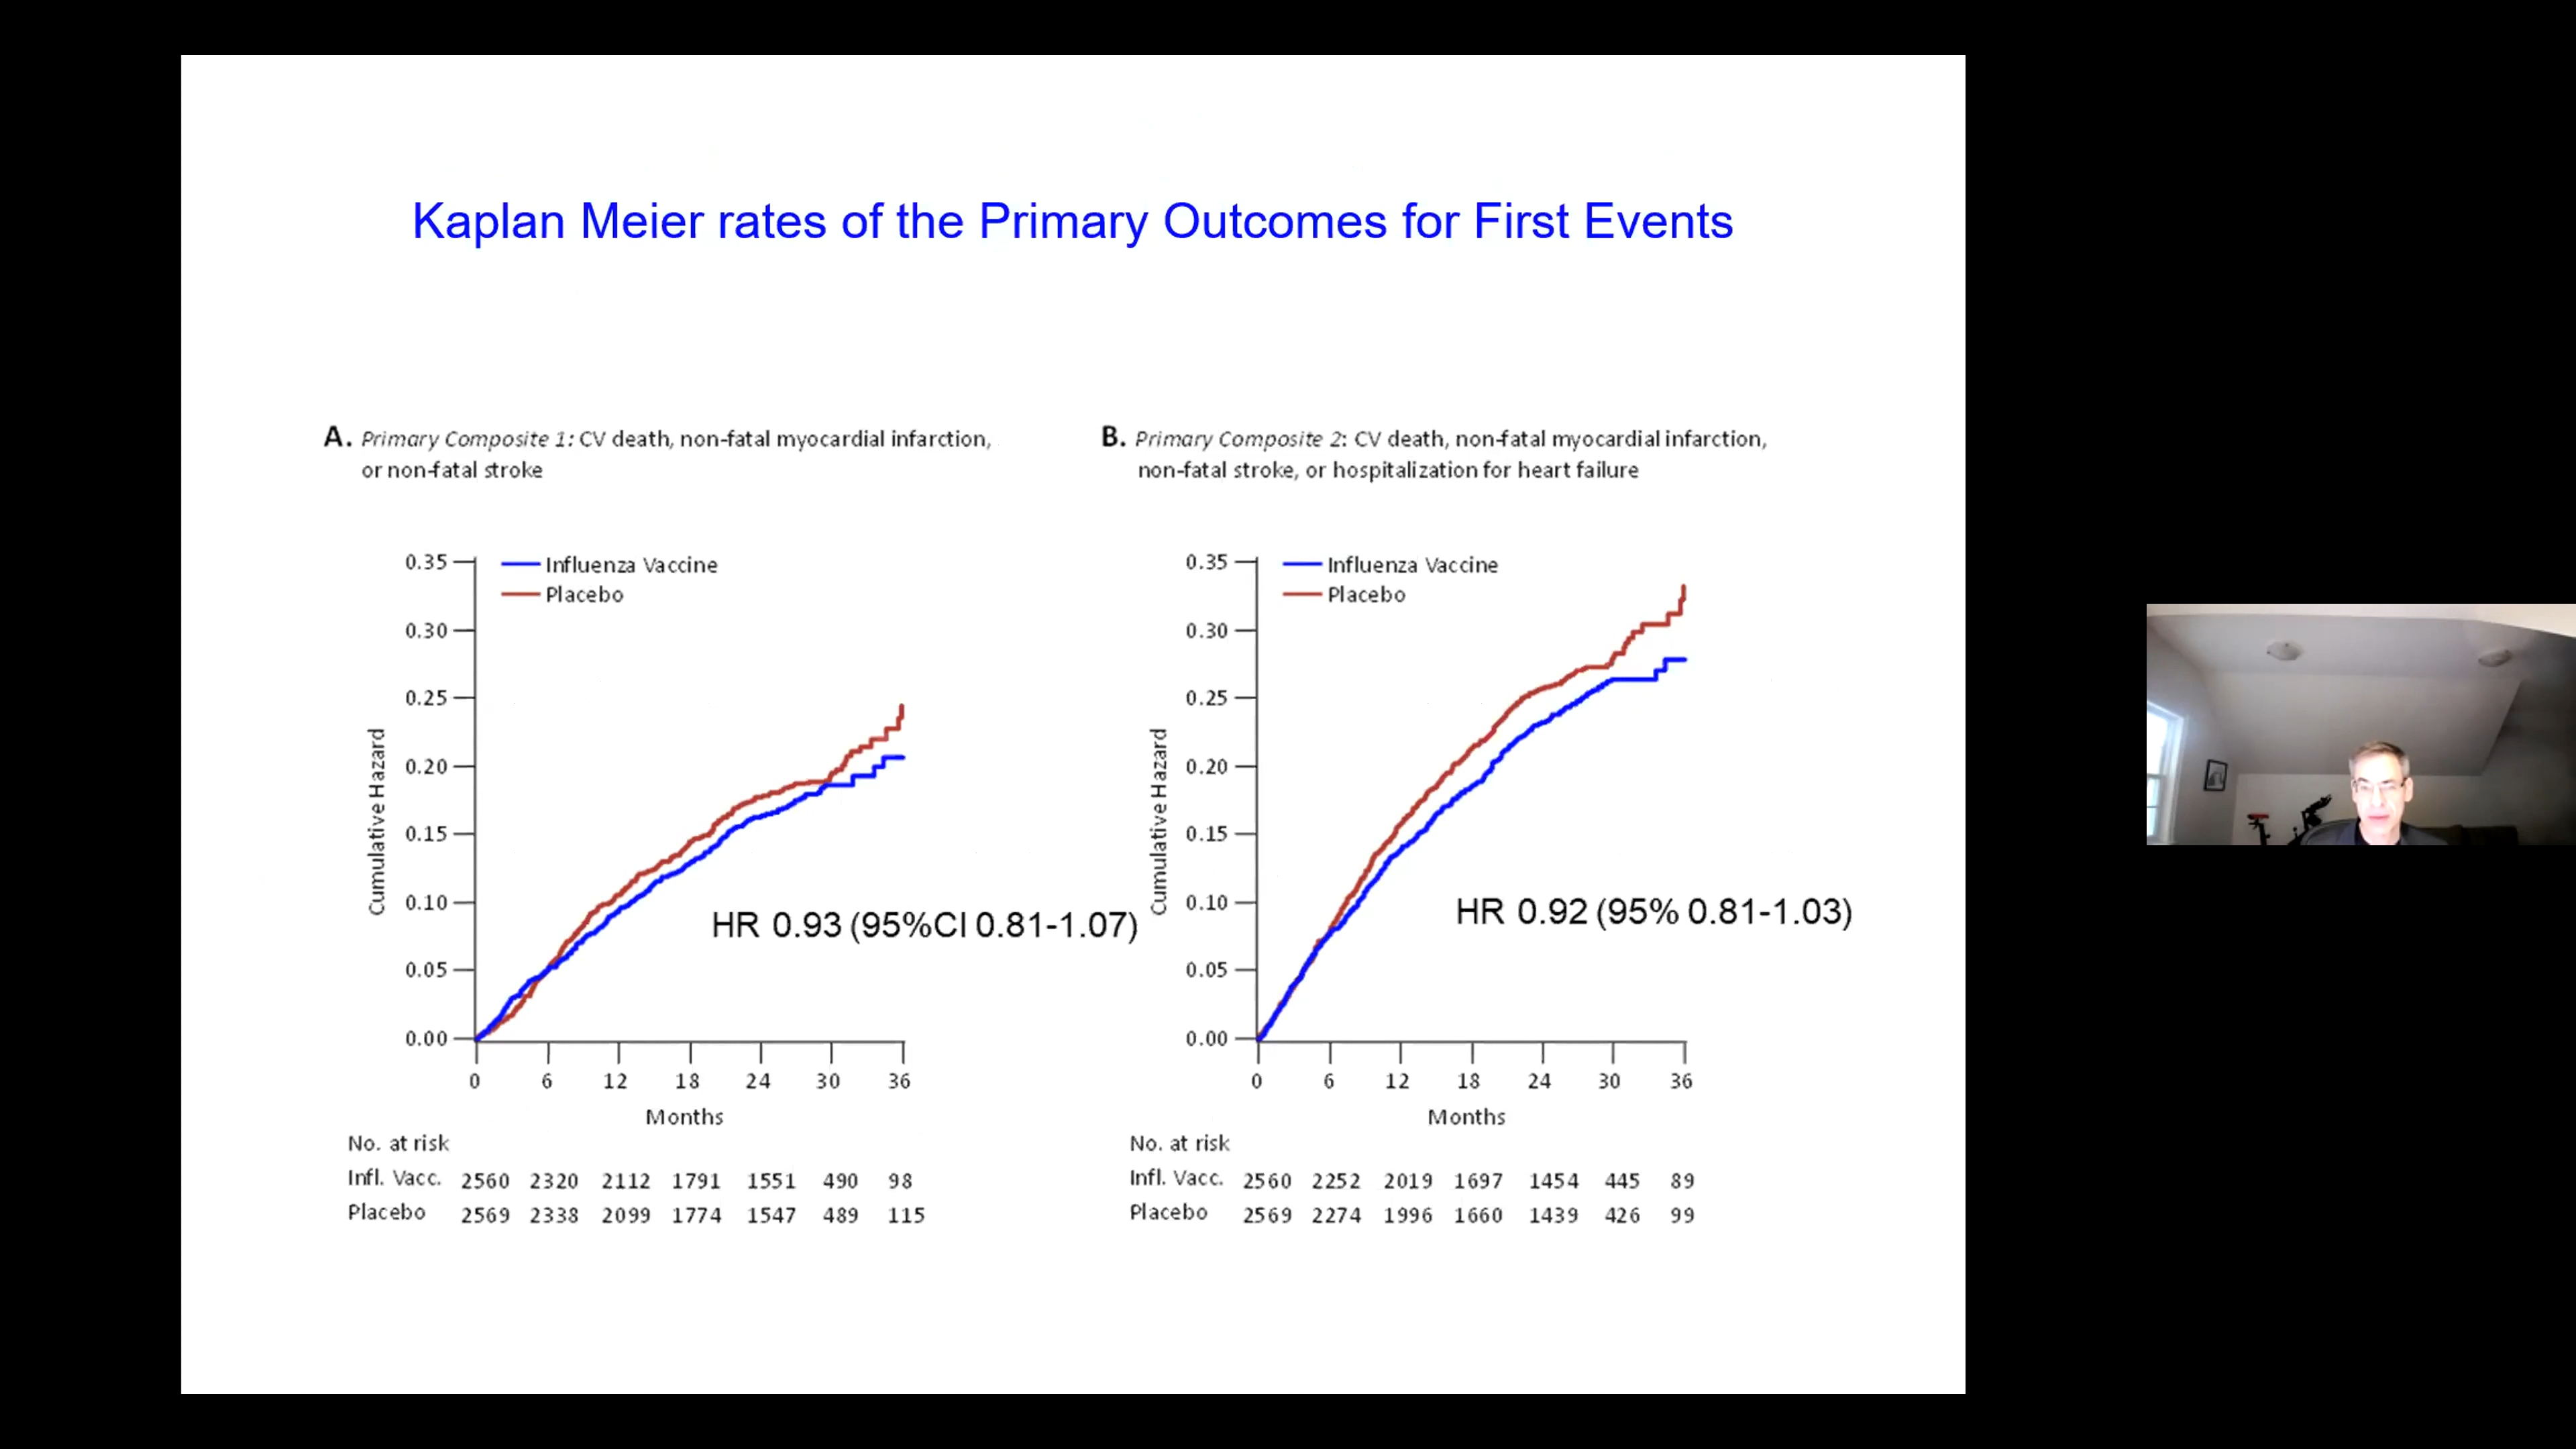 Kaplan Meier rates of the Primary Outcomes for First Events
A. Primary Composite 1: CV death, non-fatal myocardial infarction,
or non-fatal stroke
0.35
Influenza Vaccine
Placebo
0.30
0.25
0.20
0.15
0.10
0.05
0.00
Cumulative Hazard
HR 0.93 (95%CI 0.81-1.07)
0 6 12 18 24 30 36
Months
No. at risk
Infl. Vacc. 2560 2320 2112 1791 1551 490 98
Placebo 2569 2338 2099 1774 1547 489 115
B. Primary Composite 2: CV death, non-fatal myocardial infarction,
non-fatal stroke, or hospitalization for heart failure
0.35
Influenza Vaccine
Placebo
0.30
0.25
0.20
0.15
0.10
0.05
0.00
Cumulative Hazard
HR 0.92 (95% 0.81-1.03)
0 6 12 18 24 30 36
Months
No. at risk
Infl. Vacc. 2560 2252 2019 1697 1454 445 89
Placebo 2569 2274 1996 1660 1439 426 99